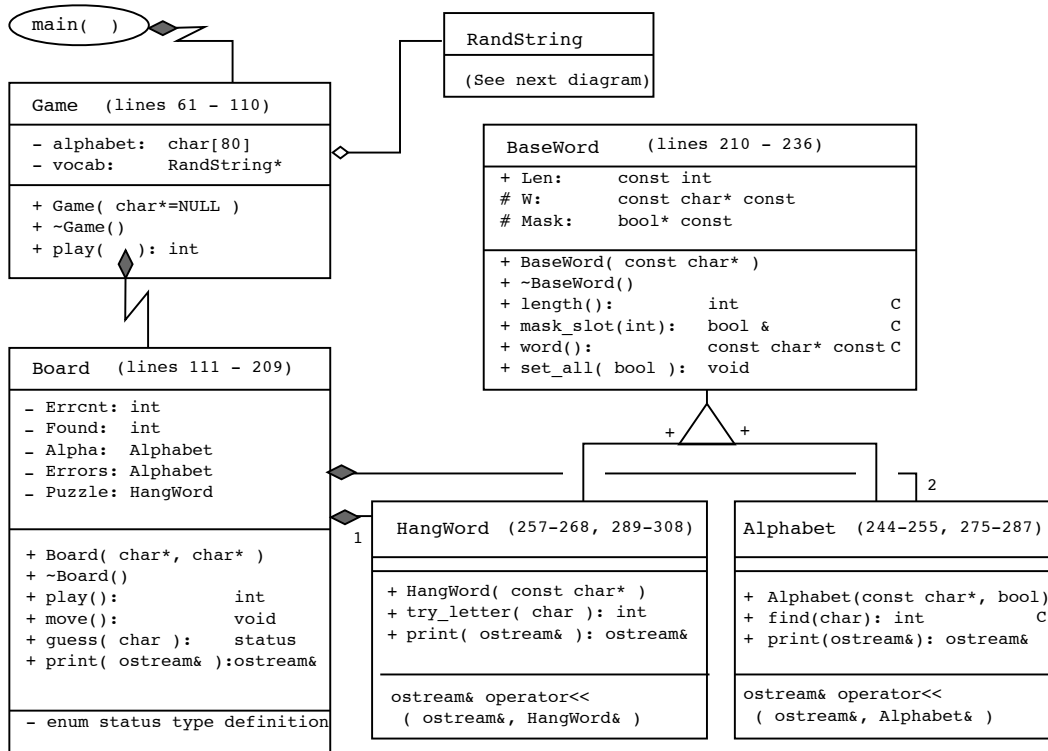 main(  )
RandString
(See next diagram)
Game (lines 61 - 110)
- alphabet: char[80]
- vocab: RandString*
+ Game( char*=NULL )
+ ~Game()
+ play(  ): int
BaseWord (lines 210 - 236)
+ Len: const int
# W: const char* const
# Mask: bool* const
+ BaseWord( const char* )
+ ~BaseWord()
+ length(): int C
+ mask_slot(int): bool & C
+ word(): const char* const C
+ set_all( bool ): void
+ +
Board (lines 111 - 209)
- Errcnt: int
- Found: int
- Alpha: Alphabet
- Errors: Alphabet
- Puzzle: HangWord
+ Board( char*, char* )
+ ~Board()
+ play(): int
+ move(): void
+ guess( char ): status
+ print( ostream& ):ostream&
- enum status type definition
1
2
HangWord (257-268, 289-308)
+ HangWord( const char* )
+ try_letter( char ): int
+ print( ostream& ): ostream&
ostream& operator<<
( ostream&, HangWord& )
Alphabet (244-255, 275-287)
+ Alphabet(const char*, bool)
+ find(char): int C
+ print(ostream&): ostream&
ostream& operator<<
( ostream&, Alphabet& )